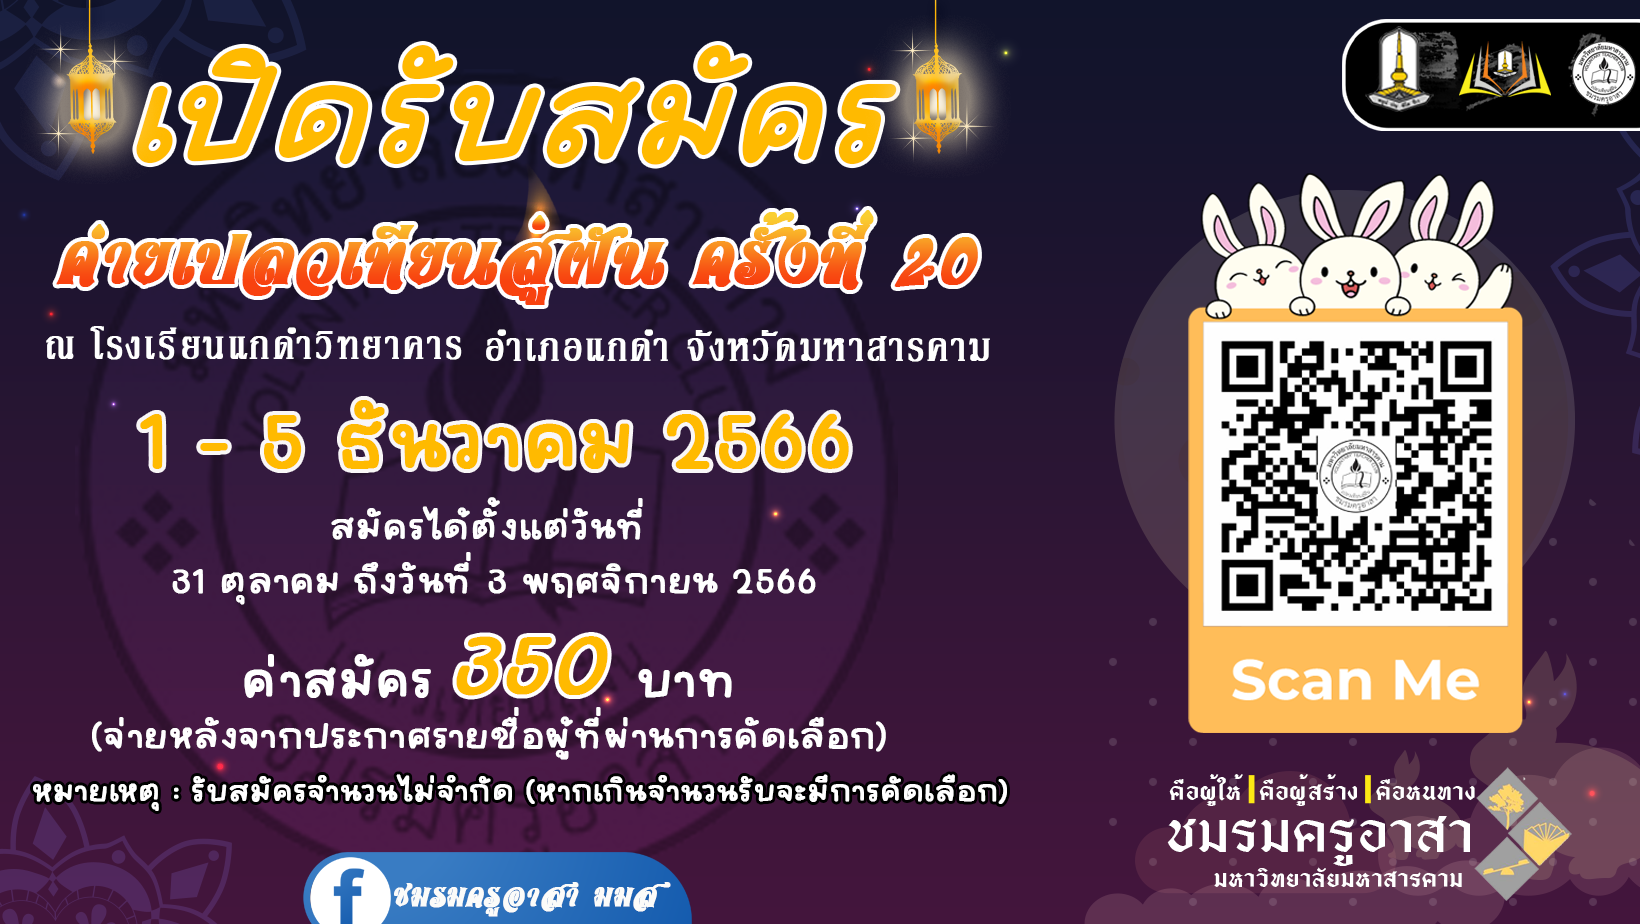 เปิดรับสมัคร
ค่ายเปลวเทียนสู่ฝัน ครั้งที่ 20
ณ โรงเรียนแกดำวิทยาคาร อำเภอแกดำ จังหวัดมหาสารคาม
1 - 5 ธันวาคม 2566
สมัครได้ตั้งแต่วันที่
31 ตุลาคม ถึงวันที่ 3 พฤศจิกายน 2566
ค่าสมัคร 350 บาท
(จ่ายหลังจากประกาศรายชื่อผู้ที่ผ่านการคัดเลือก)
หมายเหตุ : รับสมัครจำนวนไม่จำกัด (หากเกินจำนวนรับจะมีการคัดเลือก)
ชมรมครูอาสา มมส
Scan Me
คือผู้ให้ | คือผู้สร้าง | คือหนทาง
ชมรมครูอาสา
มหาวิทยาลัยมหาสารคาม